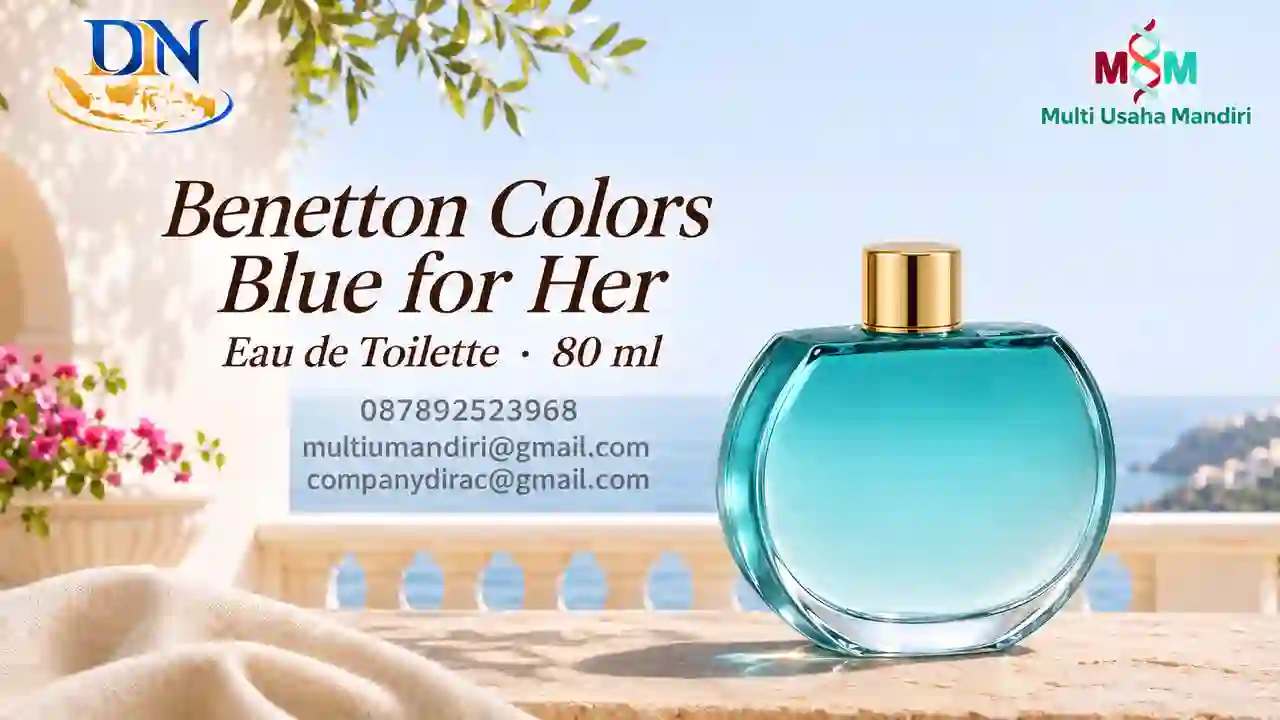 DN
MSM
Multi Usaha Mandiri
Benetton Colors
Blue for Her
Eau de Toilette · 80 ml
087892523968
multiumandiri@gmail.com
companydirac@gmail.com